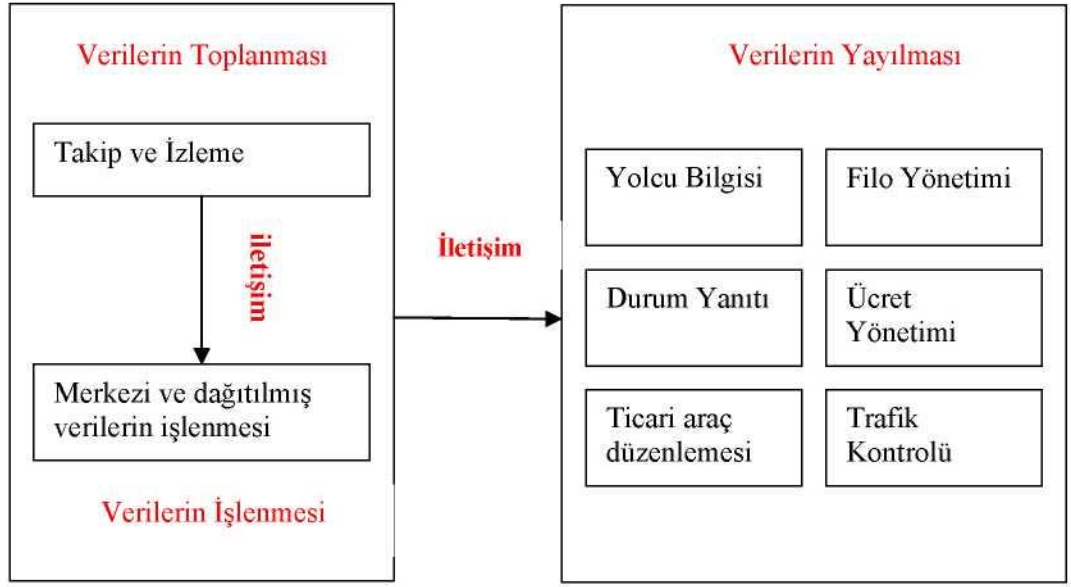 Verilerin Toplanması
Takip ve İzleme
iletişim
Merkezi ve dağıtılmış
verilerin işlenmesi
Verilerin İşlenmesi
İletişim
Verilerin Yayılması
Yolcu Bilgisi
Filo Yönetimi
Durum Yanıtı
Ücret
Yönetimi
Ticari araç
düzenlemesi
Trafik
Kontrolü